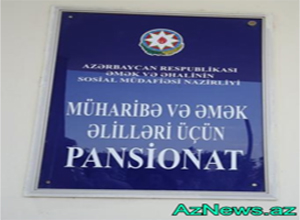 AZƏRBAYCAN RESPUBLİKASI
ƏMƏK VƏ ƏHALİNİN
SOSİAL MÜDAFİƏSİ NAZİRLİYİ
MÜHARİBƏ VƏ ƏMƏK
ƏLİLLƏRİ ÜÇÜN
PANSİONAT
AzNews.az